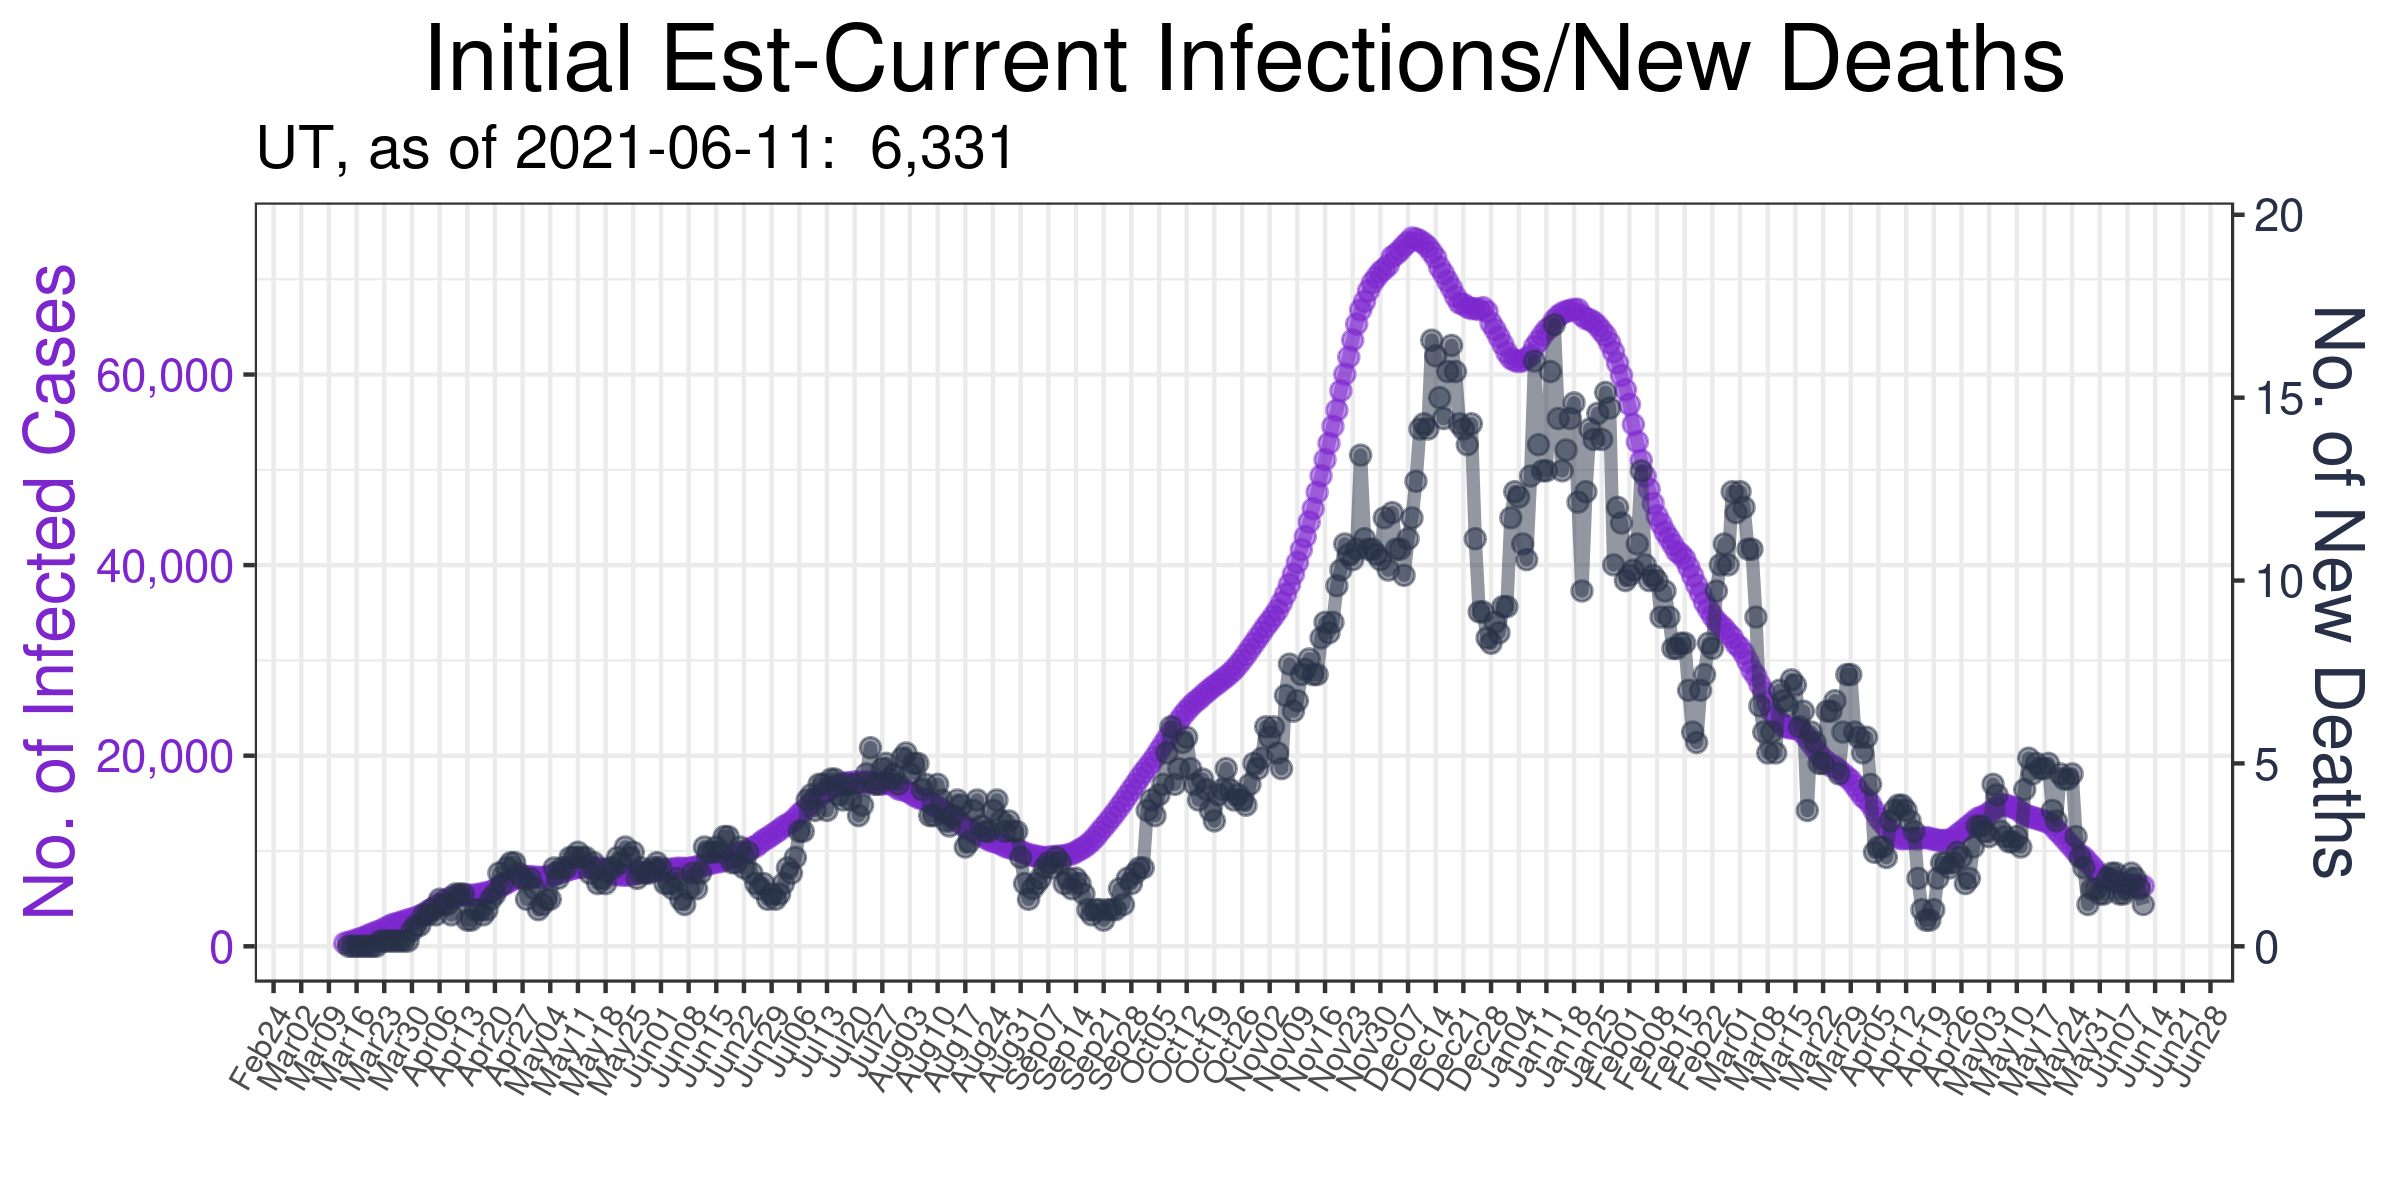 Initial Est-Current Infections/New Deaths
UT, as of 2021-06-11:  6,331
No. of Infected Cases
60,000
40,000
20,000
0
20
15
10
5
0
No. of New Deaths
Feb24
Mar02
Mar09
Mar16
Mar23
Mar30
Apr06
Apr13
Apr20
Apr27
May04
May11
May18
May25
Jun01
Jun08
Jun15
Jun22
Jun29
Jul06
Jul13
Jul20
Jul27
Aug03
Aug10
Aug17
Aug24
Aug31
Sep07
Sep14
Sep21
Sep28
Oct05
Oct12
Oct19
Oct26
Nov02
Nov09
Nov16
Nov23
Nov30
Dec07
Dec14
Dec21
Dec28
Jan04
Jan11
Jan18
Jan25
Feb01
Feb08
Feb15
Feb22
Mar01
Mar08
Mar15
Mar22
Mar29
Apr05
Apr12
Apr19
Apr26
May03
May10
May17
May24
May31
Jun07
Jun14
Jun21
Jun28